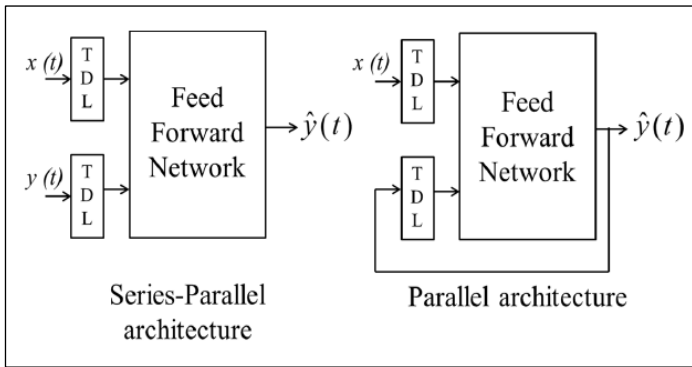 x (t)
T
D
L
y (t)
T
D
L
Feed
Forward
Network
ŷ(t)
Series-Parallel
architecture
x (t)
T
D
L
T
D
L
Feed
Forward
Network
ŷ(t)
Parallel architecture